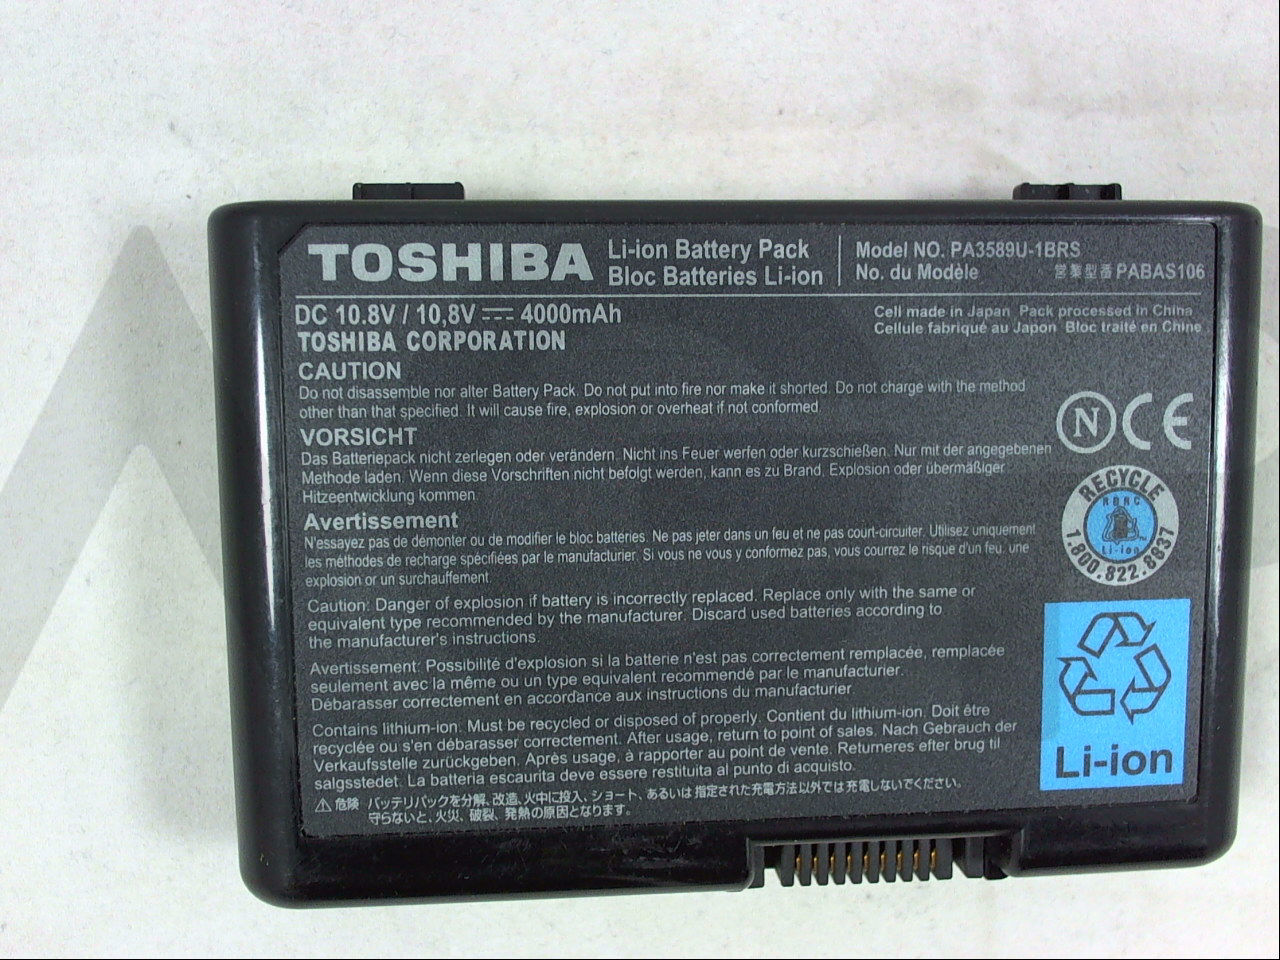 TOSHIBA Li-ion Battery Pack
Bloc Batteries Li-ion
Model NO. PA3589U-1BRS
No. du Modèle 営業型番 PABAS106
DC 10.8V / 10,8V 4000mAh
TOSHIBA CORPORATION
Cell made in Japan Pack processed in China
Cellule fabriqué au Japon Bloc traité en Chine
CAUTION
Do not disassemble nor alter Battery Pack. Do not put into fire nor make it shorted. Do not charge with the method
other than that specified. It will cause fire, explosion or overheat if not conformed.
VORSICHT
Das Batteriepack nicht zerlegen oder verändern. Nicht ins Feuer werfen oder kurzschießen. Nur mit der angegebenen
Methode laden. Wenn diese Vorschriften nicht befolgt werden, kann es zu Brand, Explosion oder übermäßiger
Hitzeentwicklung kommen.
Avertissement
N'essayez pas de démonter ou de modifier le bloc batteries. Ne pas jeter dans un feu et ne pas court-circuiter. Utilisez uniquement
les méthodes de recharge spécifiées par le manufacturier. Si vous ne vous y conformez pas, vous courrez le risque d'un feu, une
explosion or un surchauffement.
Caution: Danger of explosion if battery is incorrectly replaced. Replace only with the same or
equivalent type recommended by the manufacturer. Discard used batteries according to
the manufacturer's instructions.
Avertissement: Possibilité d'explosion si la batterie n'est pas correctement remplacée, remplacée
seulement avec la même ou un type equivalent recommendé par le manufacturier.
Débarasser correctement en accordance aux instructions du manufacturier.
Contains lithium-ion. Must be recycled or disposed of properly. Contient du lithium-ion. Doit être
recyclée ou s'en débarasser correctement. After usage, return to point of sales. Nach Gebrauch der
Verkaufsstelle zurückgeben. Après usage, à rapporter au point de vente. Returneres efter brug til
salgsstedet. La batteria escaurita deve essere restituita al punto di acquisto.
⚠ 危険 バッテリパックを分解、改造、火中に投入、ショート、あるいは指定された充電方法以外では充電しないでください。
守らないと、火災、破裂、発熱の原因となります。
N CE
RECYCLE
RBRC
Li-ion
1.800.822.8837
Li-ion